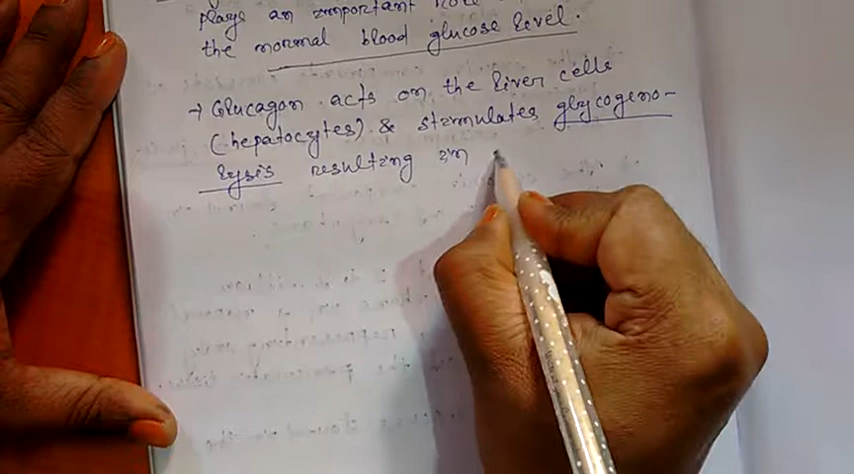 plays an important role
the normal blood glucose level.
→ Glucagon acts on the liver cells
(hepatocytes) & stimulates glycogeno-
lysis resulting in